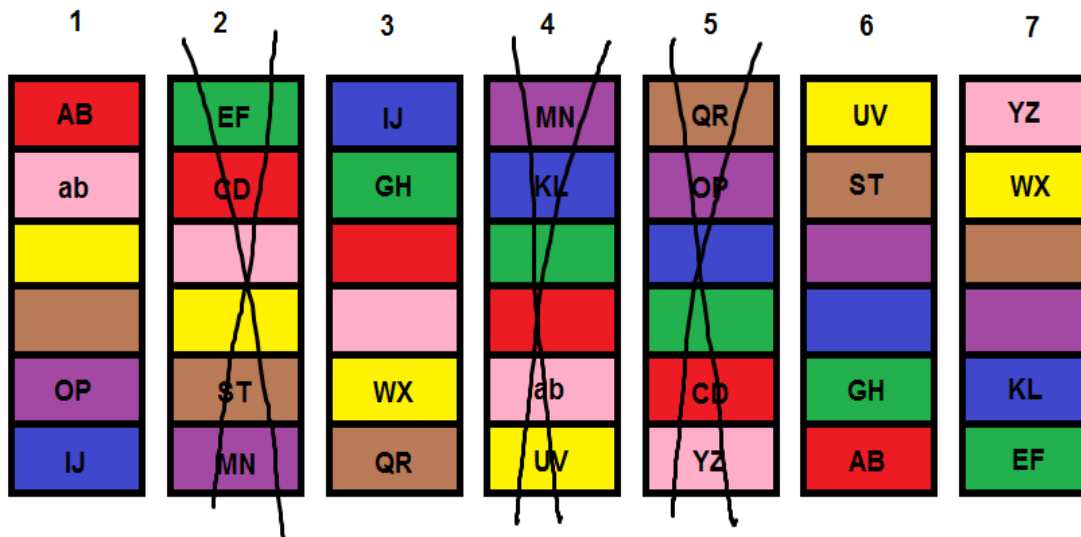 1 2 3 4 5 6 7
AB EF IJ MN QR UV YZ
ab CD GH KL OP ST WX
OP ST WX ab CD GH KL
IJ MN QR UV YZ AB EF